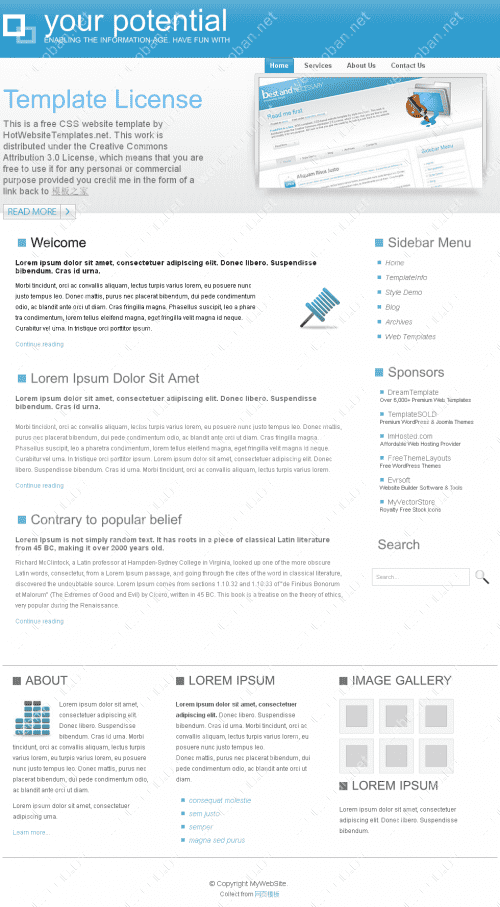 your potential
ENABLING THE INFORMATION-AGE. HAVE FUN WITH
Home
Services
About Us
Contact Us
Template License
This is a free CSS website template by
HotWebsiteTemplates.net. This work is
distributed under the Creative Commons
Attribution 3.0 License, which means that you are
free to use it for any personal or commercial
purpose provided you credit me in the form of a
link back to 模板之家
READ MORE
best and NECESSARY
Read me first
Sidebar Menu
Welcome
Lorem ipsum dolor sit amet, consectetuer adipiscing elit. Donec libero. Suspendisse
bibendum. Cras id urna.
Morbi tincidunt, orci ac convallis aliquam, lectus turpis varius lorem, eu posuere nunc
justo tempus leo. Donec mattis, purus nec placerat bibendum, dui pede condimentum
odio, ac blandit ante orci ut diam. Cras fringilla magna. Phasellus suscipit, leo a phare
tra condimentum, lorem tellus eleifend magna, eget fringilla velit magna id neque.
Curabitur vel urna. In tristique orci porttitor ipsum.
Continue reading
Lorem Ipsum Dolor Sit Amet
Lorem ipsum dolor sit amet, consectetuer adipiscing elit. Donec libero. Suspendisse
bibendum. Cras id urna.
Morbi tincidunt, orci ac convallis aliquam, lectus turpis varius lorem, eu posuere nunc justo tempus leo. Donec mattis,
purus nec placerat bibendum, dui pede condimentum odio, ac blandit ante orci ut diam. Cras fringilla magna.
Phasellus suscipit, leo a pharetra condimentum, lorem tellus eleifend magna, eget fringilla velit magna id neque.
Curabitur vel urna. In tristique orci porttitor ipsum. Lorem ipsum dolor sit amet, consectetuer adipiscing elit. Donec
libero. Suspendisse bibendum. Cras id urna. Morbi tincidunt, orci ac convallis aliquam, lectus turpis varius lorem.
Continue reading
Contrary to popular belief
Lorem Ipsum is not simply random text. It has roots in a piece of classical Latin literature
from 45 BC, making it over 2000 years old.
Richard McClintock, a Latin professor at Hampden-Sydney College in Virginia, looked up one of the more obscure
Latin words, consectetur, from a Lorem Ipsum passage, and going through the cites of the word in classical literature,
discovered the undoubtable source. Lorem Ipsum comes from sections 1.10.32 and 1.10.33 of "de Finibus Bonorum
et Malorum" (The Extremes of Good and Evil) by Cicero, written in 45 BC. This book is a treatise on the theory of ethics,
very popular during the Renaissance.
Continue reading
Sidebar Menu
Home
TemplateInfo
Style Demo
Blog
Archives
Web Templates
Sponsors
DreamTemplate
Over 6,000+ Premium Web Templates
TemplateSOLD
Premium WordPress & Joomla Themes
ImHosted.com
Affordable Web Hosting Provider
FreeThemeLayouts
Free WordPress Themes
Evrsoft
Website Builder Software & Tools
MyVectorStore
Royalty Free Stock Icons
Search
Search...
ABOUT
Lorem ipsum dolor sit amet,
consectetuer adipiscing elit. Donec
libero. Suspendisse
bibendum. Cras id urna. Morbi
tincidunt, orci ac convallis aliquam, lectus turpis
varius lorem, eu posuere nunc justo tempus leo.
Donec mattis, purus nec
placerat bibendum, dui pede condimentum odio,
ac blandit ante orci ut diam.
Lorem ipsum dolor sit amet, consectetuer
adipiscing urna.
Learn more...
LOREM IPSUM
Lorem ipsum dolor sit amet, consectetuer
adipiscing elit. Donec libero. Suspendisse
bibendum. Cras id urna. Morbi tincidunt, orci ac
convallis aliquam, lectus turpis varius lorem, eu
posuere nunc justo tempus leo.
Donec mattis, purus nec placerat bibendum, dui
pede condimentum odio, ac blandit ante orci ut
diam.
consequat molestie
sem justo
semper
magna sed purus
IMAGE GALLERY
LOREM IPSUM
Lorem ipsum dolor sit amet, consectetuer
adipiscing elit. Donec libero. Suspendisse
bibendum.
© Copyright MyWebSite.
Collect from 网页模板